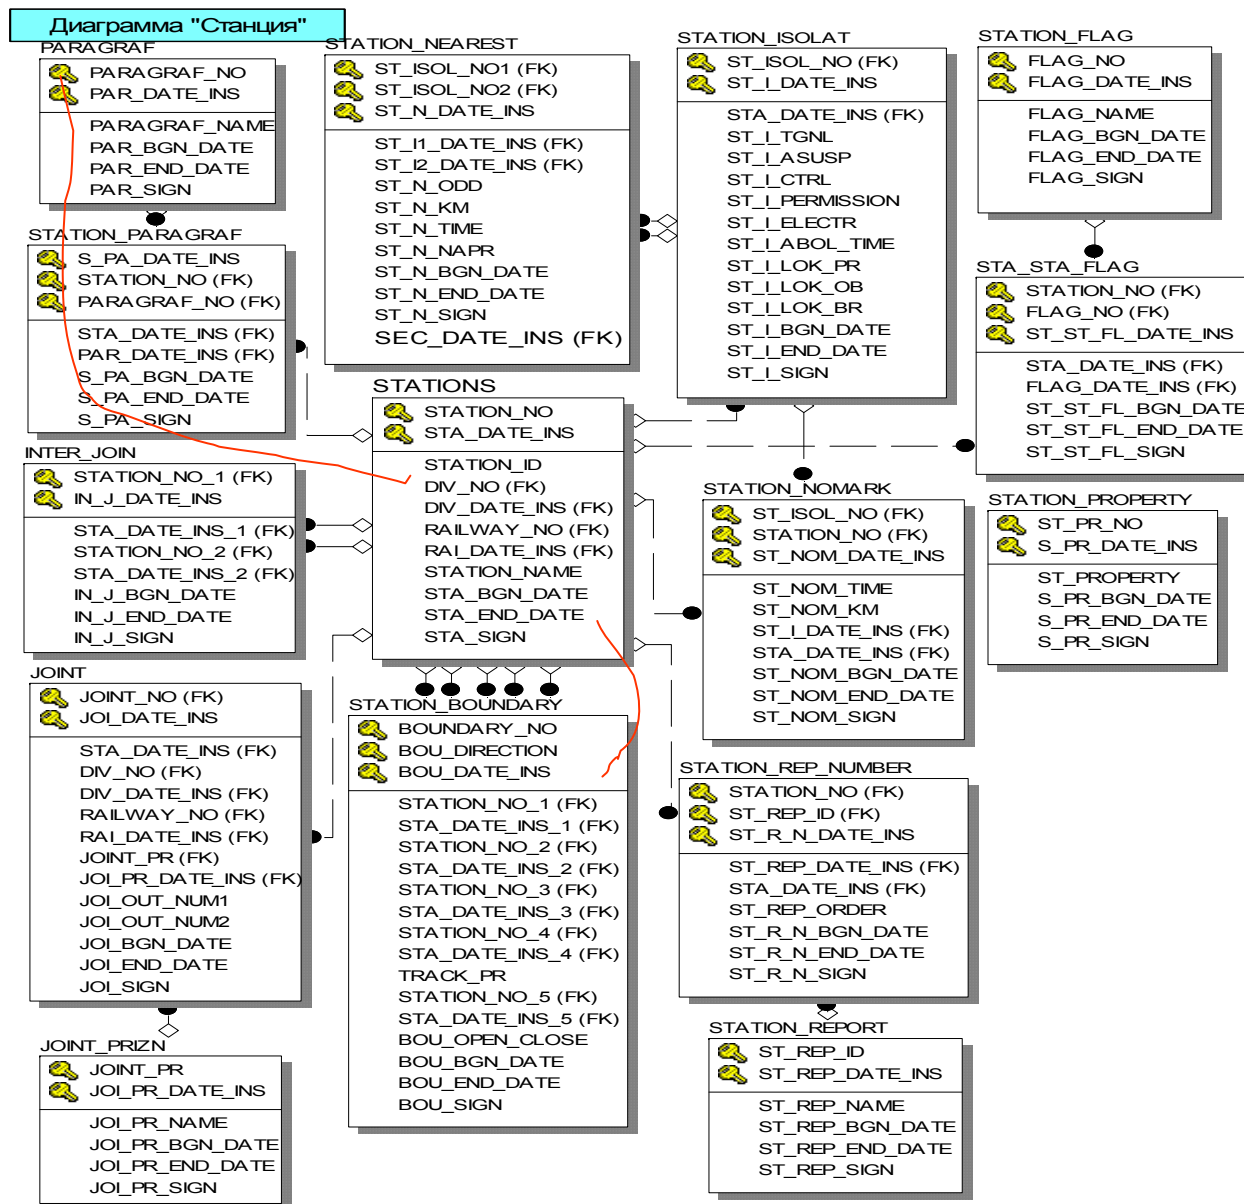 Диаграмма "Станция"
PARAGRAF
PARAGRAF_NO
PAR_DATE_INS
PARAGRAF_NAME
PAR_BGN_DATE
PAR_END_DATE
PAR_SIGN
STATION_NEAREST
ST_ISOL_NO1 (FK)
ST_ISOL_NO2 (FK)
ST_N_DATE_INS
ST_I1_DATE_INS (FK)
ST_I2_DATE_INS (FK)
ST_N_ODD
ST_N_KM
ST_N_TIME
ST_N_NAPR
ST_N_BGN_DATE
ST_N_END_DATE
ST_N_SIGN
SEC_DATE_INS (FK)
STATION_ISOLAT
ST_ISOL_NO (FK)
ST_I_DATE_INS
STA_DATE_INS (FK)
ST_I_TGNL
ST_I_ASUSP
ST_I_CTRL
ST_I_PERMISSION
ST_I_ELECTR
ST_I_ABOL_TIME
ST_I_LOK_PR
ST_I_LOK_OB
ST_I_LOK_BR
ST_I_BGN_DATE
ST_I_END_DATE
ST_I_SIGN
STATION_FLAG
FLAG_NO
FLAG_DATE_INS
FLAG_NAME
FLAG_BGN_DATE
FLAG_END_DATE
FLAG_SIGN
STATION_PARAGRAF
S_PA_DATE_INS
STATION_NO (FK)
PARAGRAF_NO (FK)
STA_DATE_INS (FK)
PAR_DATE_INS (FK)
S_PA_BGN_DATE
S_PA_END_DATE
S_PA_SIGN
STA_STA_FLAG
STATION_NO (FK)
FLAG_NO (FK)
ST_ST_FL_DATE_INS
STA_DATE_INS (FK)
FLAG_DATE_INS (FK)
ST_ST_FL_BGN_DATE
ST_ST_FL_END_DATE
ST_ST_FL_SIGN
STATIONS
STATION_NO
STA_DATE_INS
STATION_ID
DIV_NO (FK)
DIV_DATE_INS (FK)
RAILWAY_NO (FK)
RAI_DATE_INS (FK)
STATION_NAME
STA_BGN_DATE
STA_END_DATE
STA_SIGN
INTER_JOIN
STATION_NO_1 (FK)
IN_J_DATE_INS
STA_DATE_INS_1 (FK)
STATION_NO_2 (FK)
STA_DATE_INS_2 (FK)
IN_J_BGN_DATE
IN_J_END_DATE
IN_J_SIGN
STATION_NOMARK
ST_ISOL_NO (FK)
STATION_NO (FK)
ST_NOM_DATE_INS
ST_NOM_TIME
ST_NOM_KM
ST_I_DATE_INS (FK)
STA_DATE_INS (FK)
ST_NOM_BGN_DATE
ST_NOM_END_DATE
ST_NOM_SIGN
STATION_PROPERTY
ST_PR_NO
S_PR_DATE_INS
ST_PROPERTY
S_PR_BGN_DATE
S_PR_END_DATE
S_PR_SIGN
JOINT
JOINT_NO (FK)
JOI_DATE_INS
STA_DATE_INS (FK)
DIV_NO (FK)
DIV_DATE_INS (FK)
RAILWAY_NO (FK)
RAI_DATE_INS (FK)
JOINT_PR (FK)
JOI_PR_DATE_INS (FK)
JOI_OUT_NUM1
JOI_OUT_NUM2
JOI_BGN_DATE
JOI_END_DATE
JOI_SIGN
STATION_BOUNDARY
BOUNDARY_NO
BOU_DIRECTION
BOU_DATE_INS
STATION_NO_1 (FK)
STA_DATE_INS_1 (FK)
STATION_NO_2 (FK)
STA_DATE_INS_2 (FK)
STATION_NO_3 (FK)
STA_DATE_INS_3 (FK)
STATION_NO_4 (FK)
STA_DATE_INS_4 (FK)
TRACK_PR
STATION_NO_5 (FK)
STA_DATE_INS_5 (FK)
BOU_OPEN_CLOSE
BOU_BGN_DATE
BOU_END_DATE
BOU_SIGN
STATION_REP_NUMBER
STATION_NO (FK)
ST_REP_ID (FK)
ST_R_N_DATE_INS
ST_REP_DATE_INS (FK)
STA_DATE_INS (FK)
ST_REP_ORDER
ST_R_N_BGN_DATE
ST_R_N_END_DATE
ST_R_N_SIGN
JOINT_PRIZN
JOINT_PR
JOI_PR_DATE_INS
JOI_PR_NAME
JOI_PR_BGN_DATE
JOI_PR_END_DATE
JOI_PR_SIGN
STATION_REPORT
ST_REP_ID
ST_REP_DATE_INS
ST_REP_NAME
ST_REP_BGN_DATE
ST_REP_END_DATE
ST_REP_SIGN